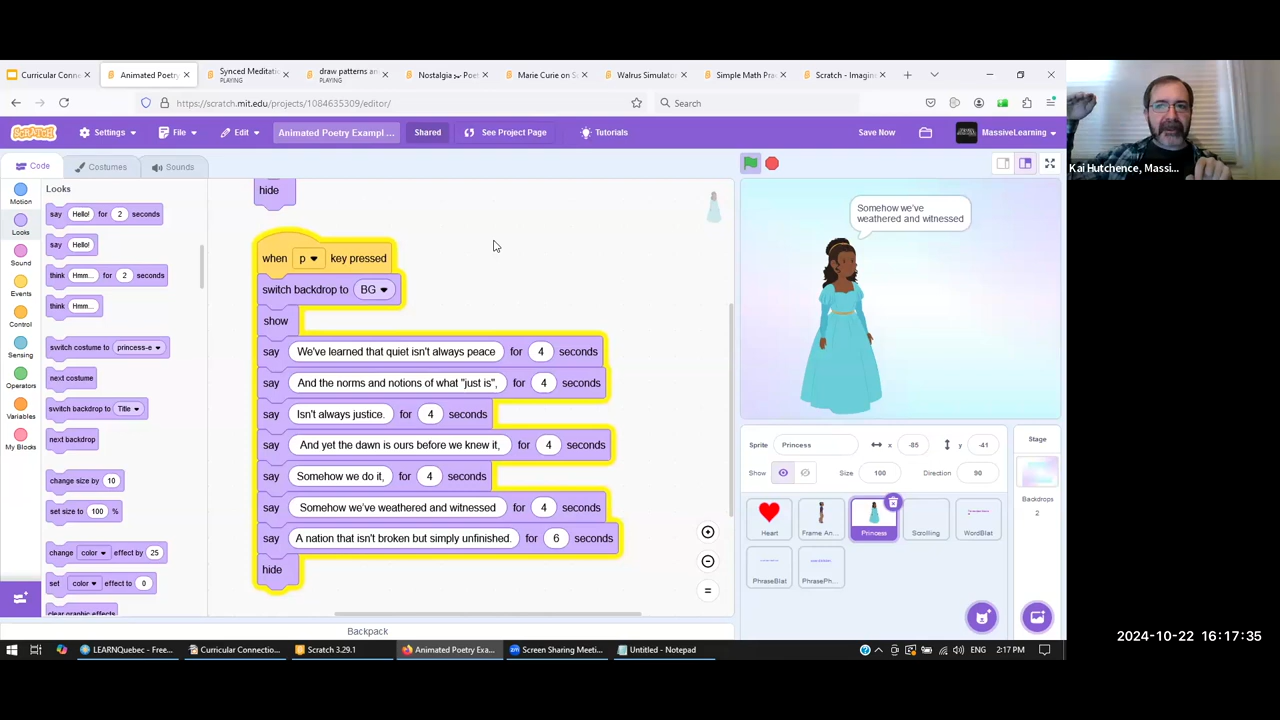 Curricular Conne
Animated Poetry
Synced Meditatio
PLAYING
draw patterns an
PLAYING
Nostalgia
Poet
Marie Curie on S
Walrus Simulator
Simple Math Pra
Scratch - Imagin
https://scratch.mit.edu/projects/1084635309/editor/
Search
SCRATCH
Settings
File
Edit
Animated Poetry Exampl ...
Shared
See Project Page
Tutorials
Save Now
MassiveLearning
Kai Hutchence, Massi...
Code
Costumes
Sounds
Motion
Looks
Sound
Events
Control
Sensing
Operators
Variables
My Blocks
Looks
say Hello! for 2 seconds
say Hello!
think Hmm... for 2 seconds
think Hmm...
switch costume to princess-e
next costume
switch backdrop to Title
next backdrop
change size by 10
set size to 100 %
change color effect by 25
set color effect to 0
clear graphic effects
hide
when p key pressed
switch backdrop to BG
show
say We've learned that quiet isn't always peace for 4 seconds
say And the norms and notions of what "just is", for 4 seconds
say Isn't always justice. for 4 seconds
say And yet the dawn is ours before we knew it, for 4 seconds
say Somehow we do it, for 4 seconds
say Somehow we've weathered and witnessed for 4 seconds
say A nation that isn't broken but simply unfinished. for 6 seconds
hide
Somehow we've
weathered and witnessed
Sprite Princess x -85 y -41
Show Size 100 Direction 90
Heart
Frame An...
Princess
Scrolling
WordBlat
PhraseBlat
PhrasePh...
Stage
Backdrops
2
Backpack
LEARNQuebec - Free...
Curricular Connectio...
Scratch 3.29.1
Animated Poetry Exa...
Screen Sharing Meeti...
Untitled - Notepad
ENG
2:17 PM
2024-10-22 16:17:35